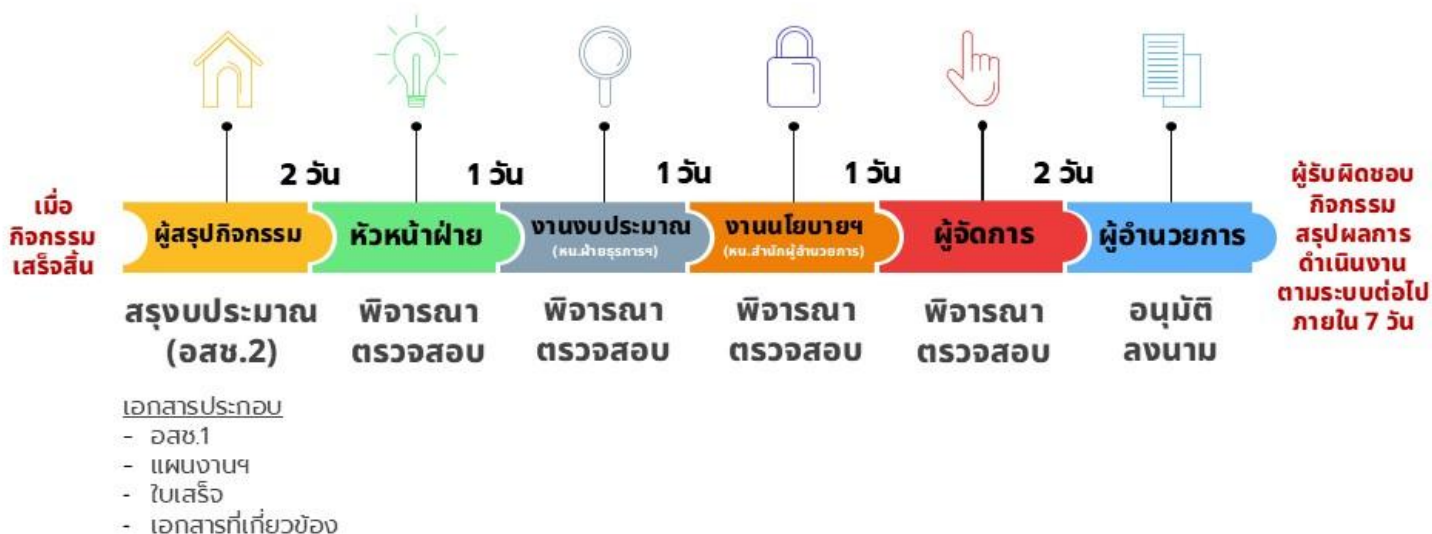 2 วัน
1 วัน
1 วัน
1 วัน
2 วัน
เมื่อ
กิจกรรม
เสร็จสิ้น
ผู้สรุปกิจกรรม
หัวหน้าฝ่าย
งานงบประมาณ
(หน.ฝ่ายธุรการฯ)
งานนโยบายฯ
(หน.สำนักผู้อำนวยการ)
ผู้จัดการ
ผู้อำนวยการ
ผู้รับผิดชอบ
กิจกรรม
สรุปผลการ
ดำเนินงาน
ตามระบบต่อไป
ภายใน 7 วัน
สรุงบประมาณ
(อสช.2)
พิจารณา
ตรวจสอบ
พิจารณา
ตรวจสอบ
พิจารณา
ตรวจสอบ
พิจารณา
ตรวจสอบ
อนุมัติ
ลงนาม
เอกสารประกอบ
- อสช.1
- แผนงานฯ
- ใบเสร็จ
- เอกสารที่เกี่ยวข้อง